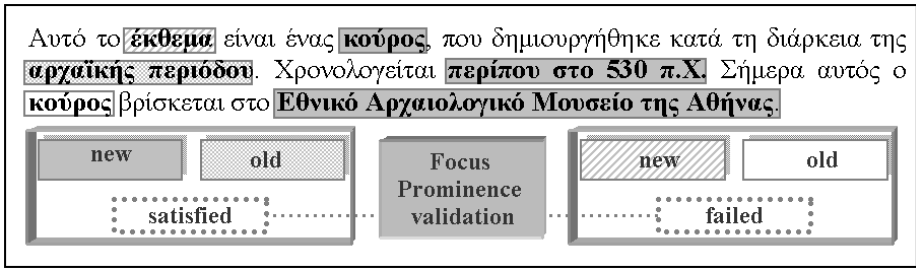 Αυτό το έκθεμα είναι ένας κούρος, που δημιουργήθηκε κατά τη διάρκεια της
αρχαϊκής περιόδου. Χρονολογείται περίπου στο 530 π.Χ. Σήμερα αυτός ο
κούρος βρίσκεται στο Εθνικό Αρχαιολογικό Μουσείο της Αθήνας.
new old
satisfied
Focus
Prominence
validation
new old
failed